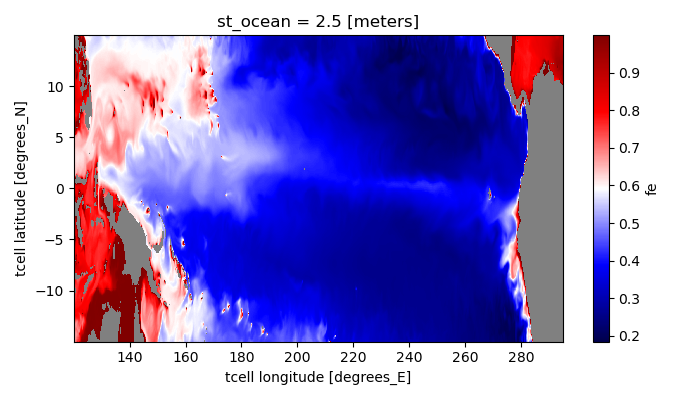 st_ocean = 2.5 [meters]
10
5
0
−5
−10
tcell latitude [degrees_N]
140 160 180 200 220 240 260 280
tcell longitude [degrees_E]
0.9
0.8
0.7
0.6
0.5
0.4
0.3
0.2
fe